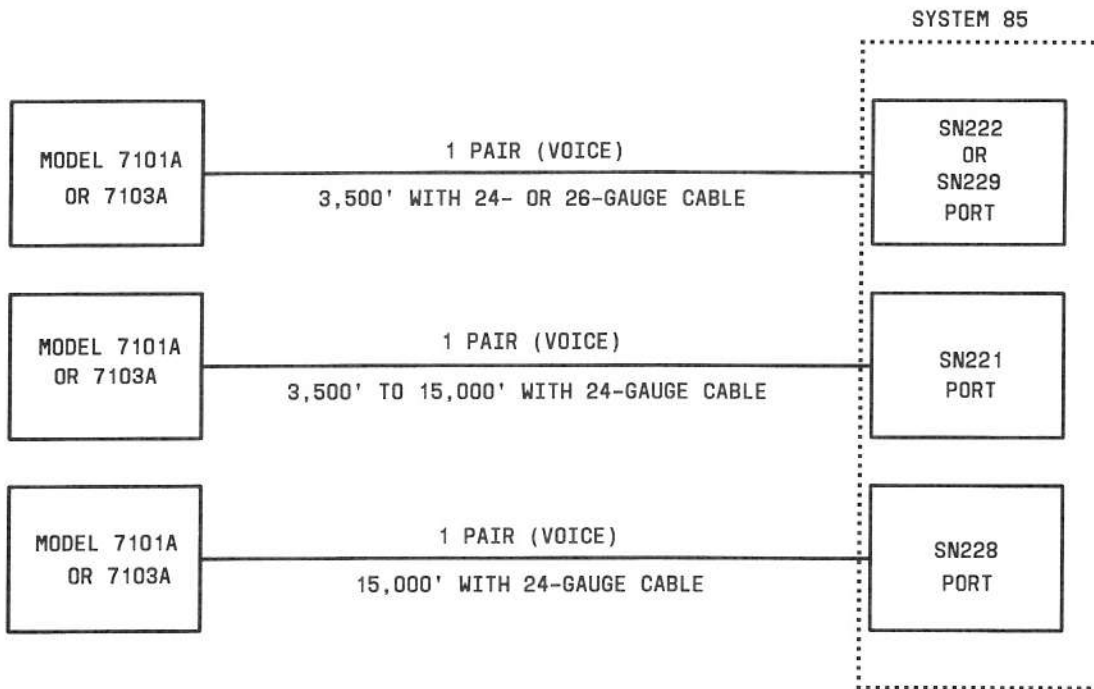 SYSTEM 85
MODEL 7101A
OR 7103A
1 PAIR (VOICE)
3,500' WITH 24- OR 26-GAUGE CABLE
SN222
OR
SN229
PORT
MODEL 7101A
OR 7103A
1 PAIR (VOICE)
3,500' TO 15,000' WITH 24-GAUGE CABLE
SN221
PORT
MODEL 7101A
OR 7103A
1 PAIR (VOICE)
15,000' WITH 24-GAUGE CABLE
SN228
PORT